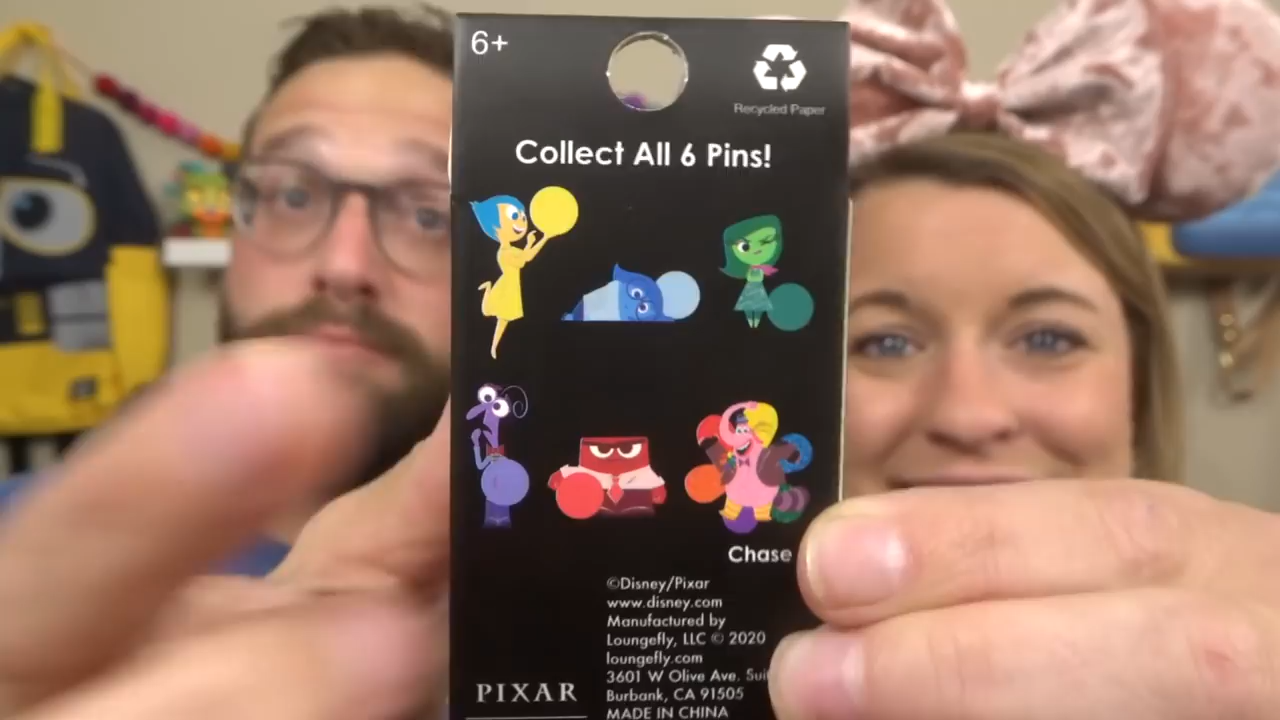 6+
Recycled Paper
Collect All 6 Pins!
Chase
©Disney/Pixar
www.disney.com
Manufactured by
Loungefly, LLC © 2020
loungefly.com
3601 W Olive Ave.
Burbank, CA 91505
MADE IN CHINA
PIXAR